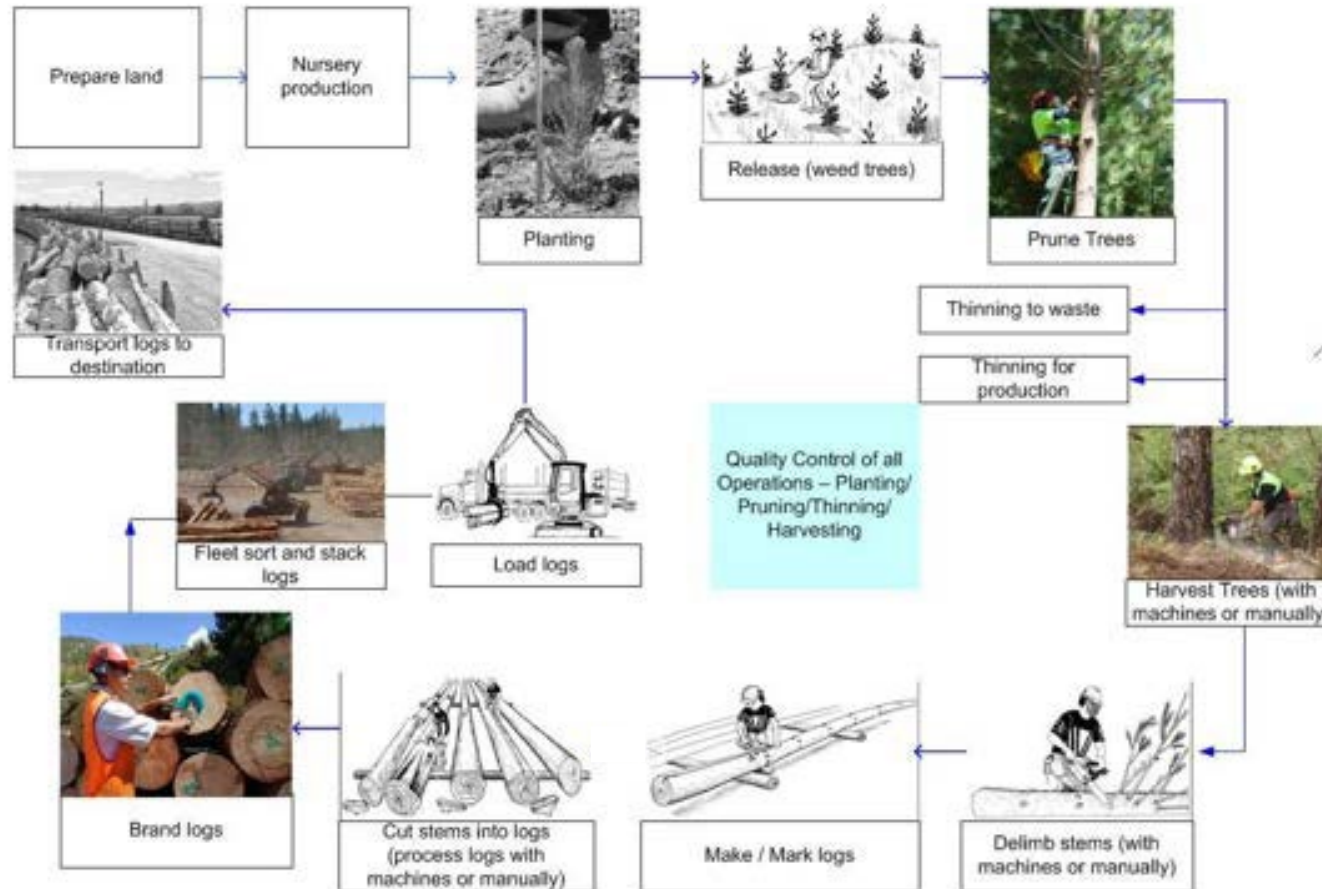 Prepare land
Nursery
production
Planting
Release (weed trees)
Prune Trees
Thinning to waste
Thinning for
production
Harvest Trees (with
machines or manually
Delimb stems (with
machines or manually)
Make / Mark logs
Cut stems into logs
(process logs with
machines or manually)
Brand logs
Fleet sort and stack
logs
Load logs
Transport logs to
destination
Quality Control of all
Operations – Planting/
Pruning/Thinning/
Harvesting